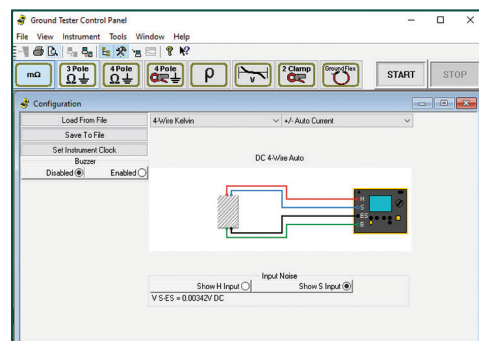 Ground Tester Control Panel
File View Instrument Tools Window Help
mΩ 3 Pole Ω 4 Pole Ω 4 Pole ρ V 2 Clamp GroundFlex START STOP
Configuration
Load From File 4-Wire Kelvin +/- Auto Current
Save To File
Set Instrument Clock
Buzzer DC 4-Wire Auto
Disabled Enabled
H
S
ES
E
Input Noise
Show H Input Show S Input
V S-ES = 0.00342V DC